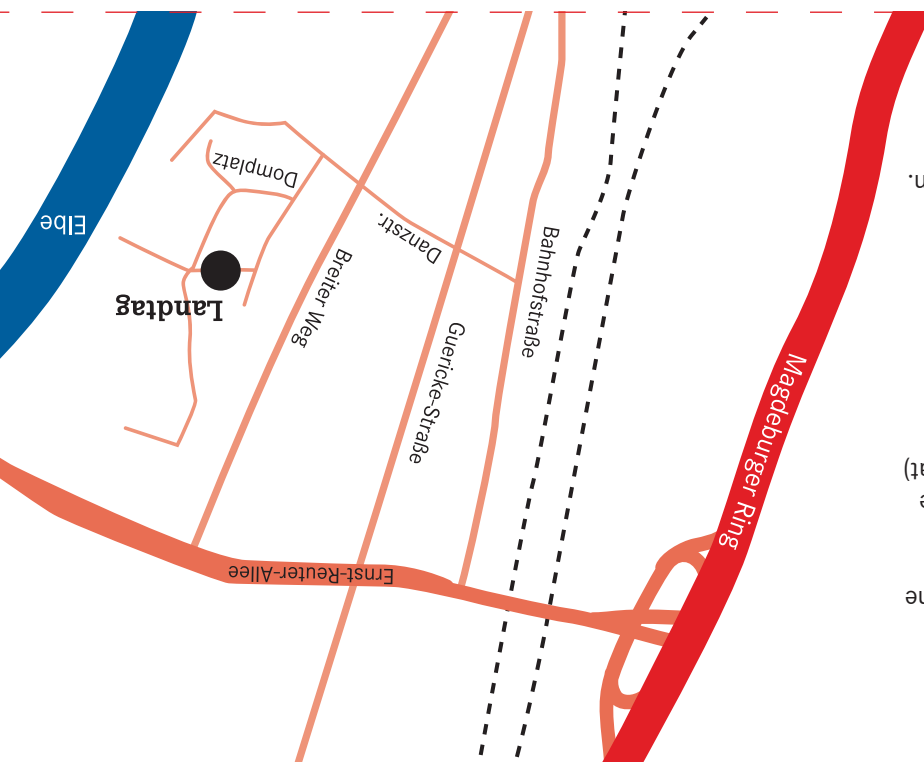 Ernst-Reuter-Allee
Magdeburger Ring
Guericke-Straße
Breiter Weg
Bahnhofstraße
Landtag
Danzstr.
Elbe
Domplatz